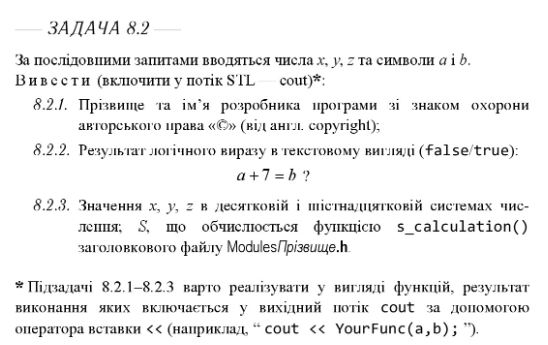 ЗАДАЧА 8.2
За послідовними запитами вводяться числа x, y, z та символи a і b.
Вивести (включити у потік STL — cout)*:
8.2.1. Прізвище та ім’я розробника програми зі знаком охорони
авторського права «©» (від англ. copyright);
8.2.2. Результат логічного виразу в текстовому вигляді (false/true):
a + 7 = b ?
8.2.3. Значення x, y, z в десятковій і шістнадцятковій системах чис-
лення; S, що обчислюється функцією s_calculation()
заголовкового файлу ModulesПрізвище.h.
* Підзадачі 8.2.1–8.2.3 варто реалізувати у вигляді функцій, результат
виконання яких включається у вихідний потік cout за допомогою
оператора вставки << (наприклад, “ cout << YourFunc(a,b); ”).